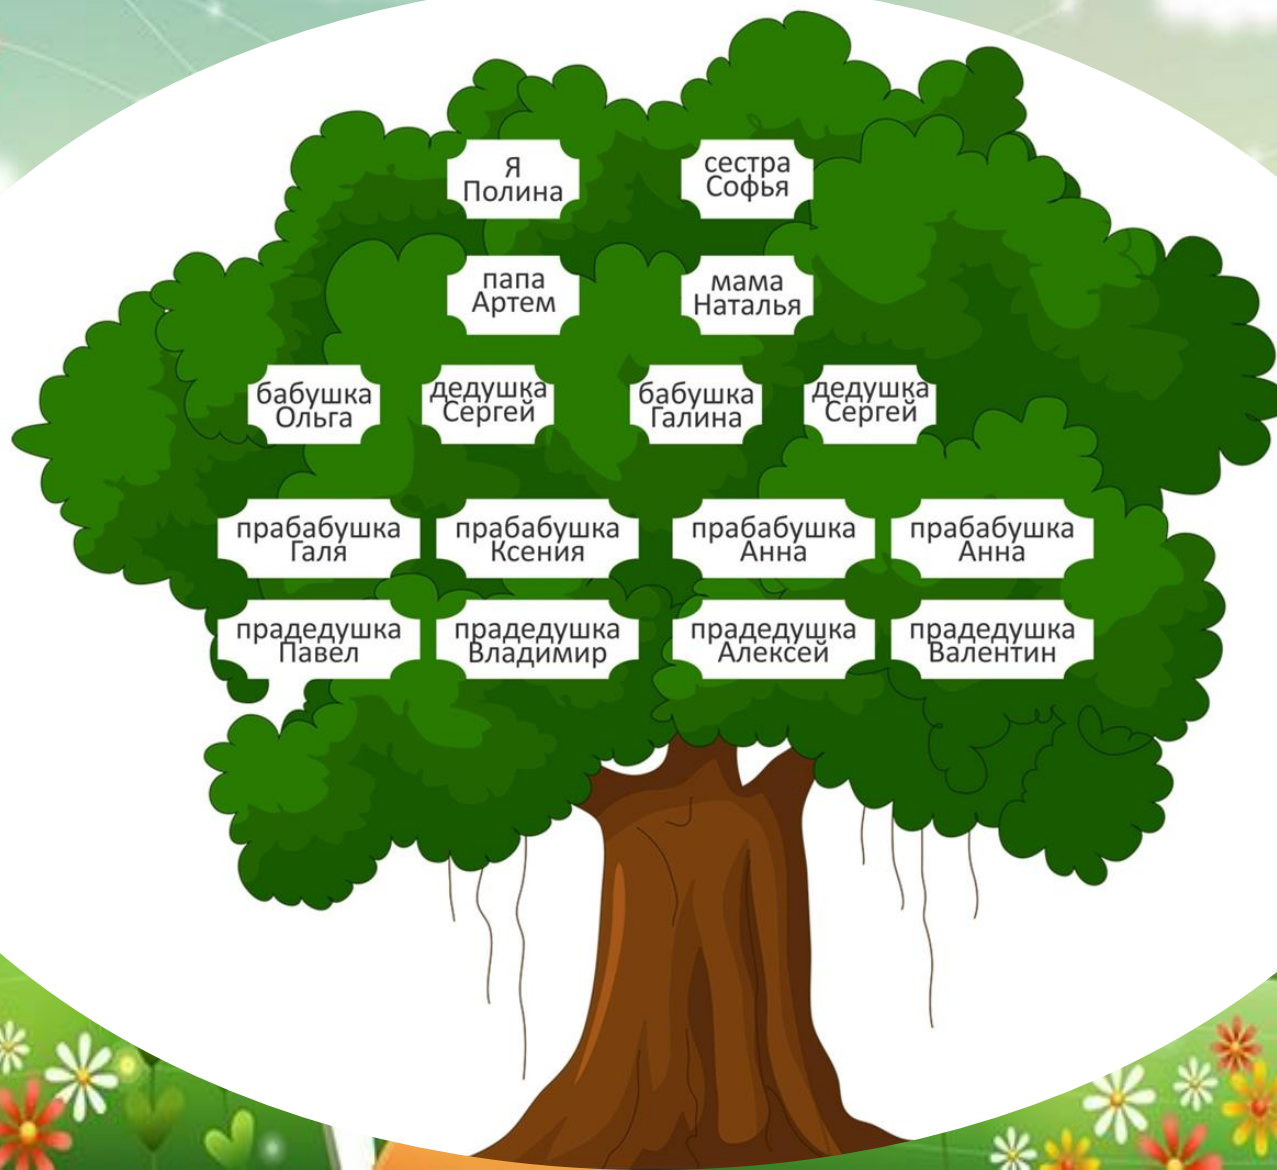 я
Полина
сестра
Софья
папа
Артем
мама
Наталья
бабушка
Ольга
дедушка
Сергей
бабушка
Галина
дедушка
Сергей
прабабушка
Галя
прабабушка
Ксения
прабабушка
Анна
прабабушка
Анна
прадедушка
Павел
прадедушка
Владимир
прадедушка
Алексей
прадедушка
Валентин